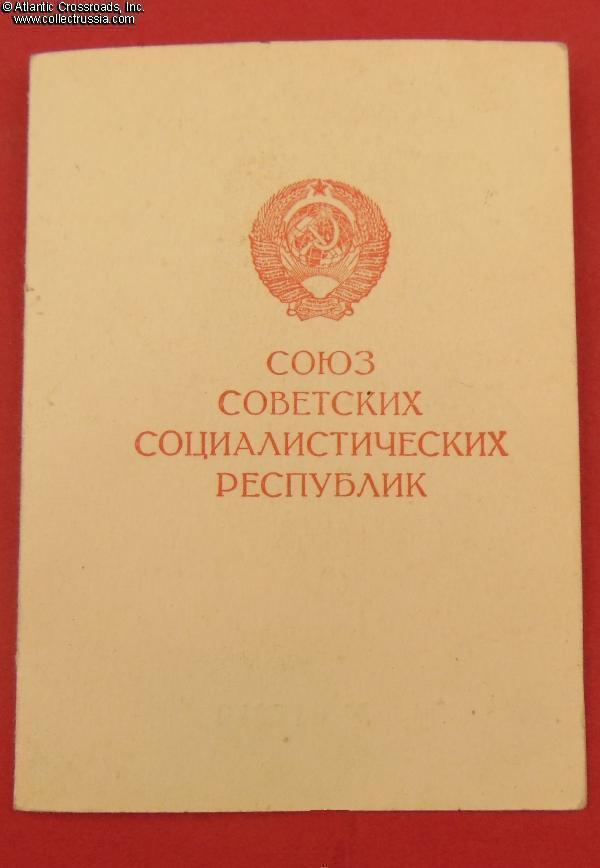 © Atlantic Crossroads, Inc.
www.collectrussia.com
СОЮЗ
СОВЕТСКИХ
СОЦИАЛИСТИЧЕСКИХ
РЕСПУБЛИК